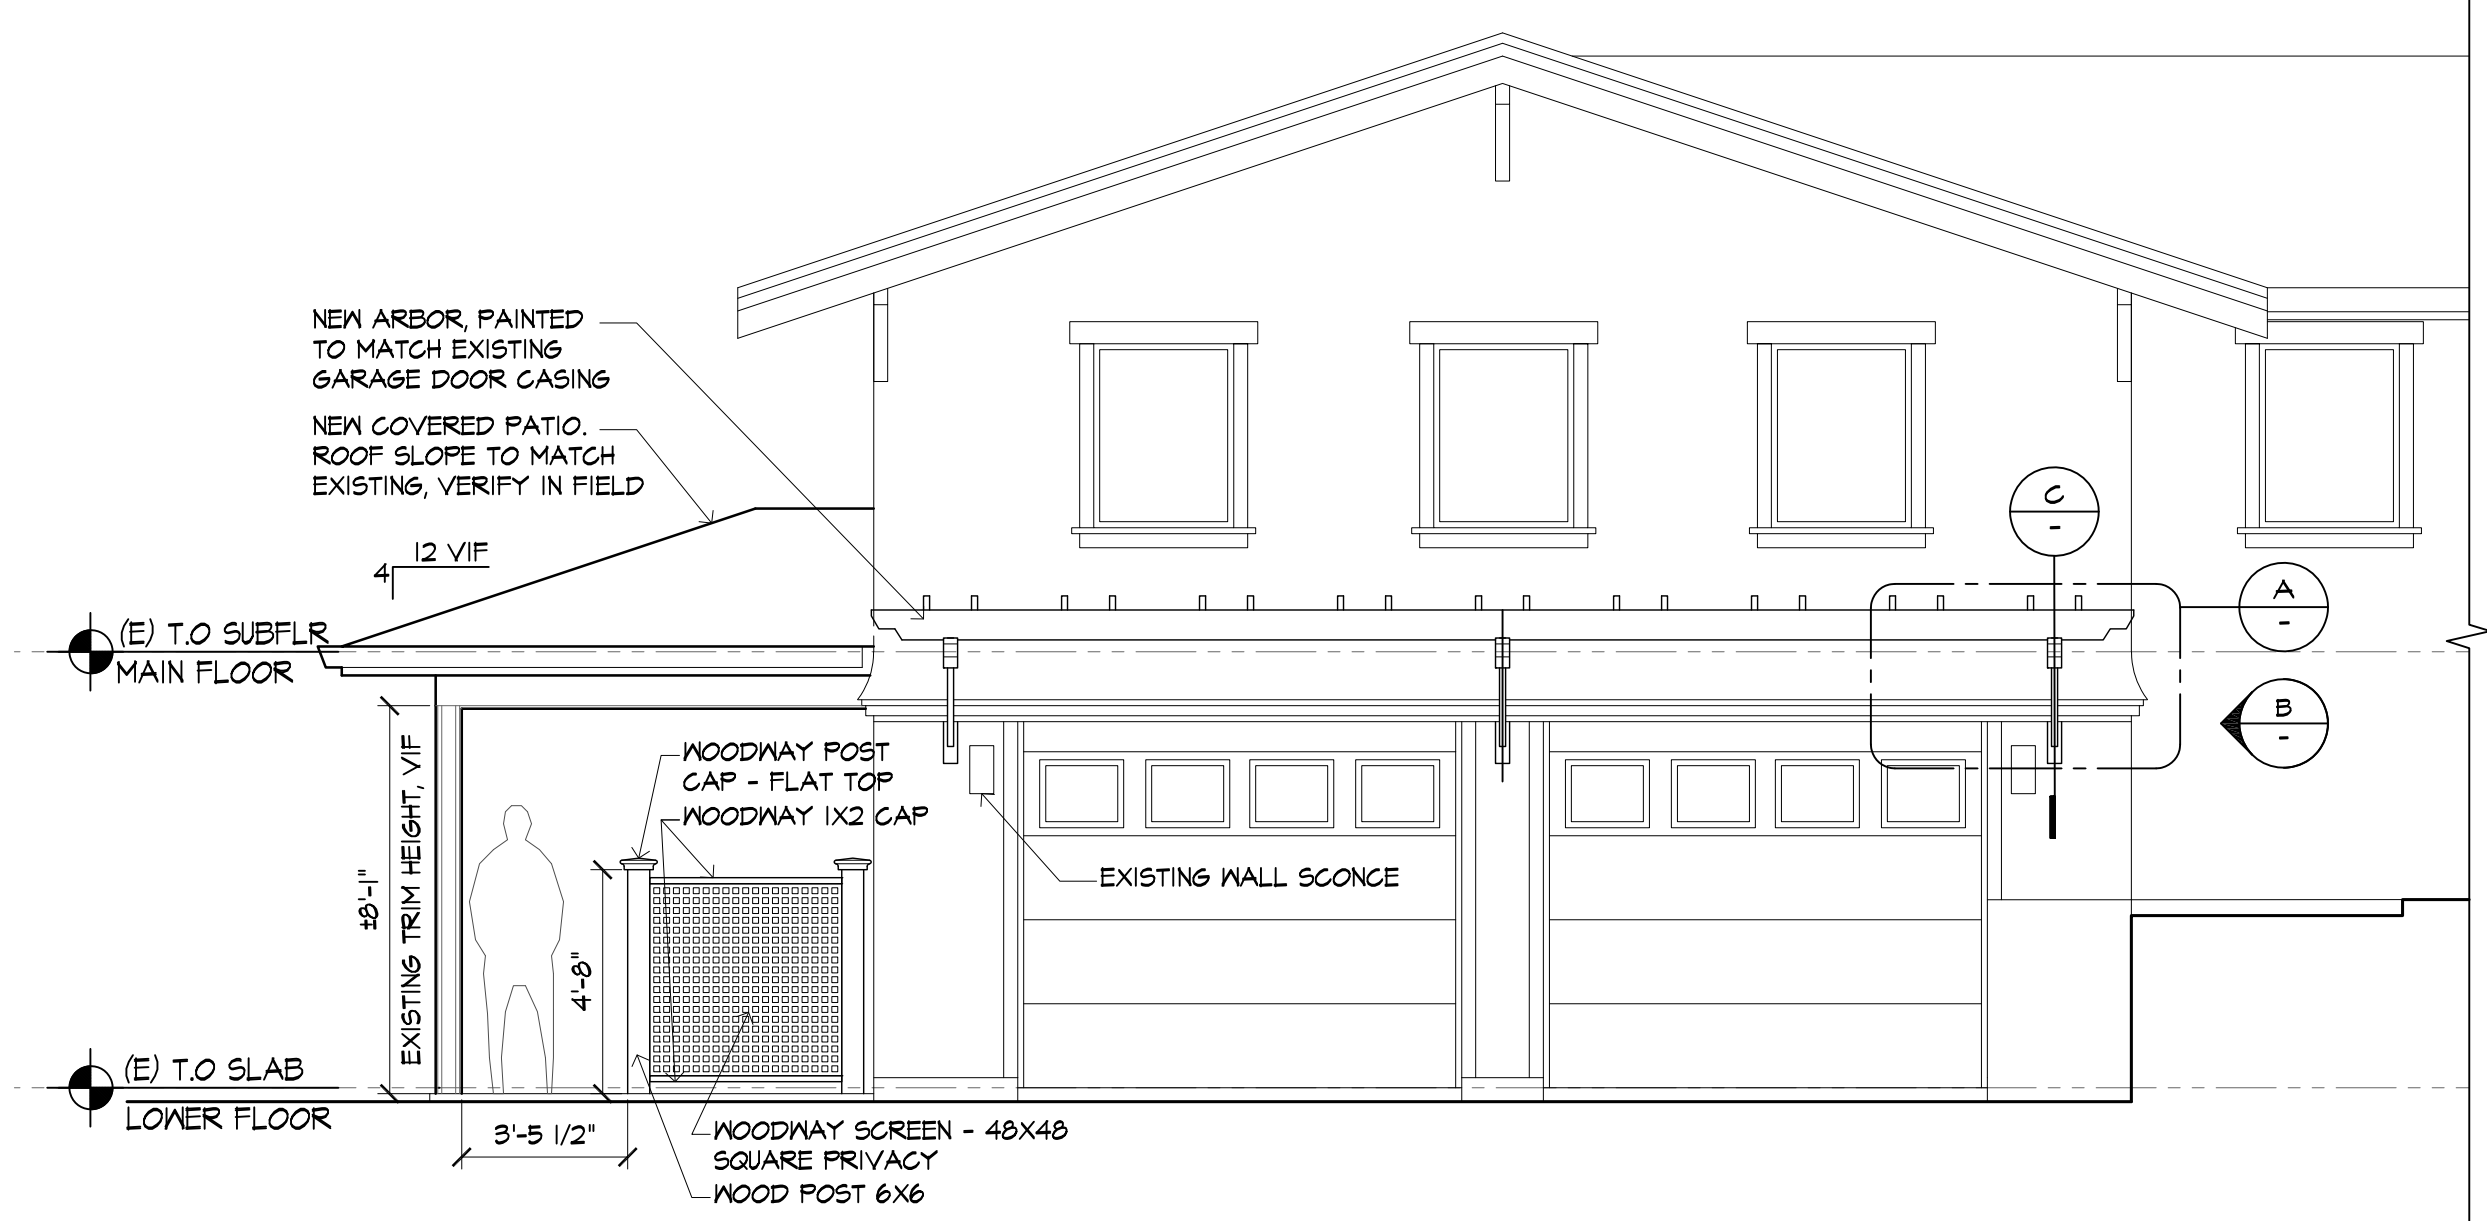 NEW ARBOR, PAINTED
TO MATCH EXISTING
GARAGE DOOR CASING
NEW COVERED PATIO.
ROOF SLOPE TO MATCH
EXISTING, VERIFY IN FIELD
12 VIF
4
C
-
A
-
B
-
(E) T.O SUBFLR
MAIN FLOOR
WOODWAY POST
CAP - FLAT TOP
WOODWAY 1X2 CAP
EXISTING WALL SCONCE
±8'-1"
EXISTING TRIM HEIGHT, VIF
4'-8"
(E) T.O SLAB
LOWER FLOOR
3'-5 1/2"
WOODWAY SCREEN - 48X48
SQUARE PRIVACY
WOOD POST 6X6